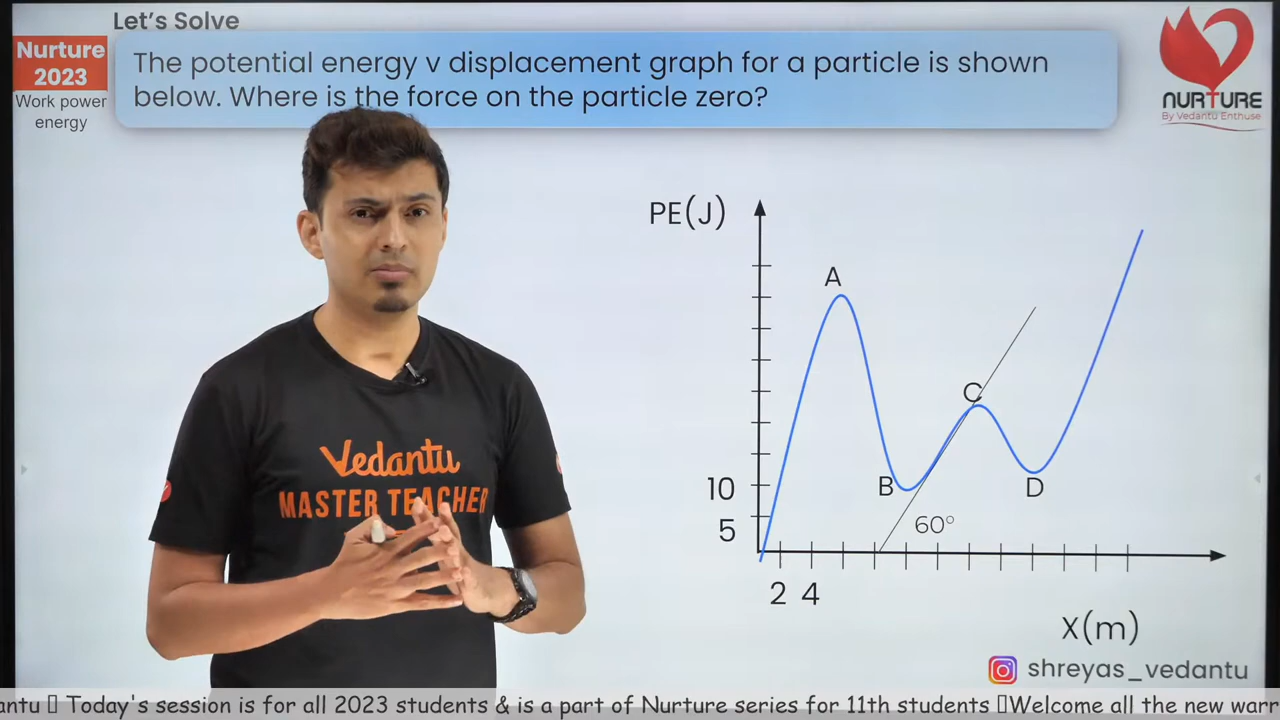 Let's Solve
Nurture
2023
Work power
energy
The potential energy v displacement graph for a particle is shown
below. Where is the force on the particle zero?
NURTURE
By Vedantu Enthuse
PE(J)
A
C
B
D
10
5
60°
2 4
X(m)
Vedantu
MASTER TEACHER
shreyas_vedantu
antu Today's session is for all 2023 students & is a part of Nurture series for 11th students Welcome all the new warr